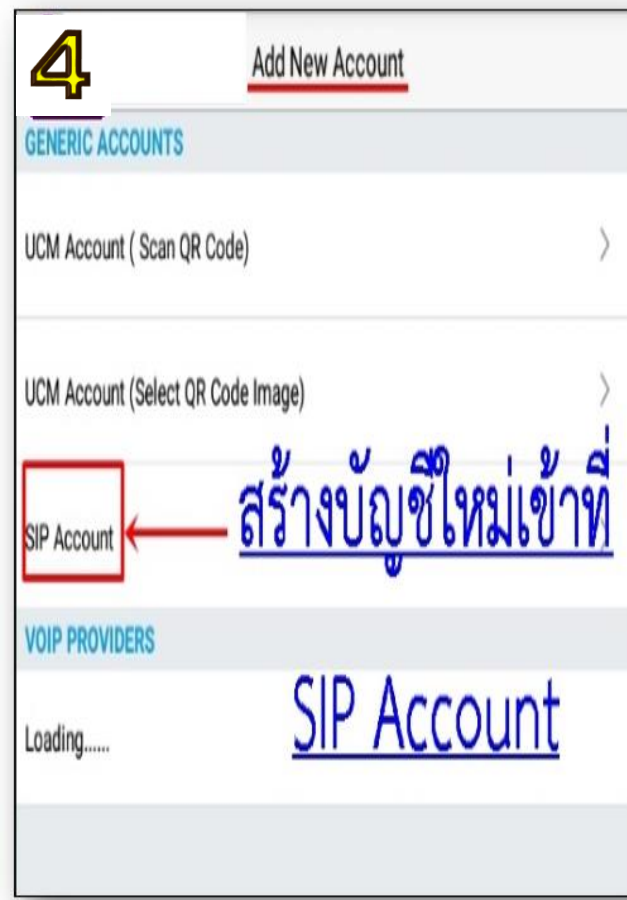 4
Add New Account
GENERIC ACCOUNTS
UCM Account ( Scan QR Code)
UCM Account (Select QR Code Image)
SIP Account
สร้างบัญชีใหม่เข้าที่
VOIP PROVIDERS
SIP Account
Loading......